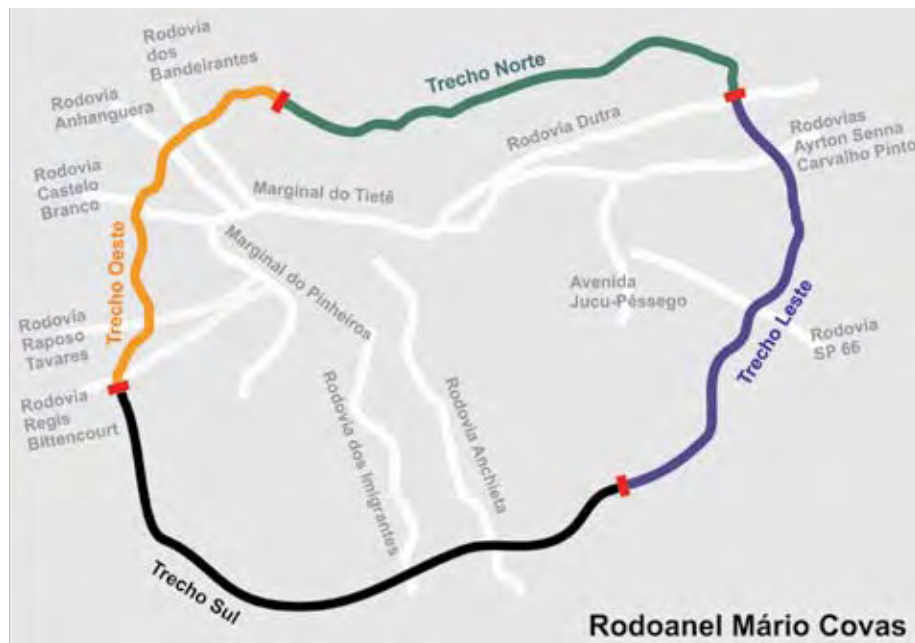 Rodovia
dos
Bandeirantes
Trecho Norte
Rodovia
Anhanguera
Rodovia Dutra
Rodovias
Ayrton Senna
Carvalho Pinto
Rodovia
Castelo
Branco
Marginal do Tietê
Marginal do Pinheiros
Trecho Oeste
Avenida
Jucu-Pêssego
Rodovia
Raposo
Tavares
Trecho Leste
Rodovia
SP 66
Rodovia
Regis
Bittencourt
Rodovia dos Imigrantes
Rodovia Anchieta
Trecho Sul
Rodoanel Mário Covas